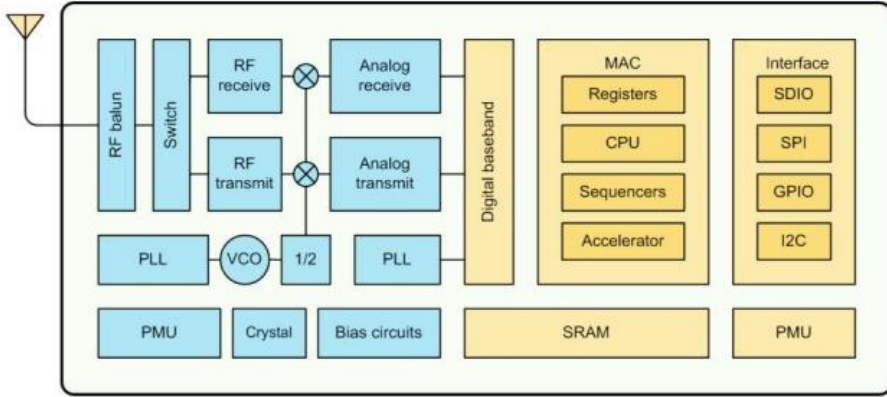 RF balun
Switch
RF
receive
Analog
receive
RF
transmit
Analog
transmit
PLL
VCO
1/2
PLL
Digital baseband
MAC
Registers
CPU
Sequencers
Accelerator
Interface
SDIO
SPI
GPIO
I2C
PMU
Crystal
Bias circuits
SRAM
PMU